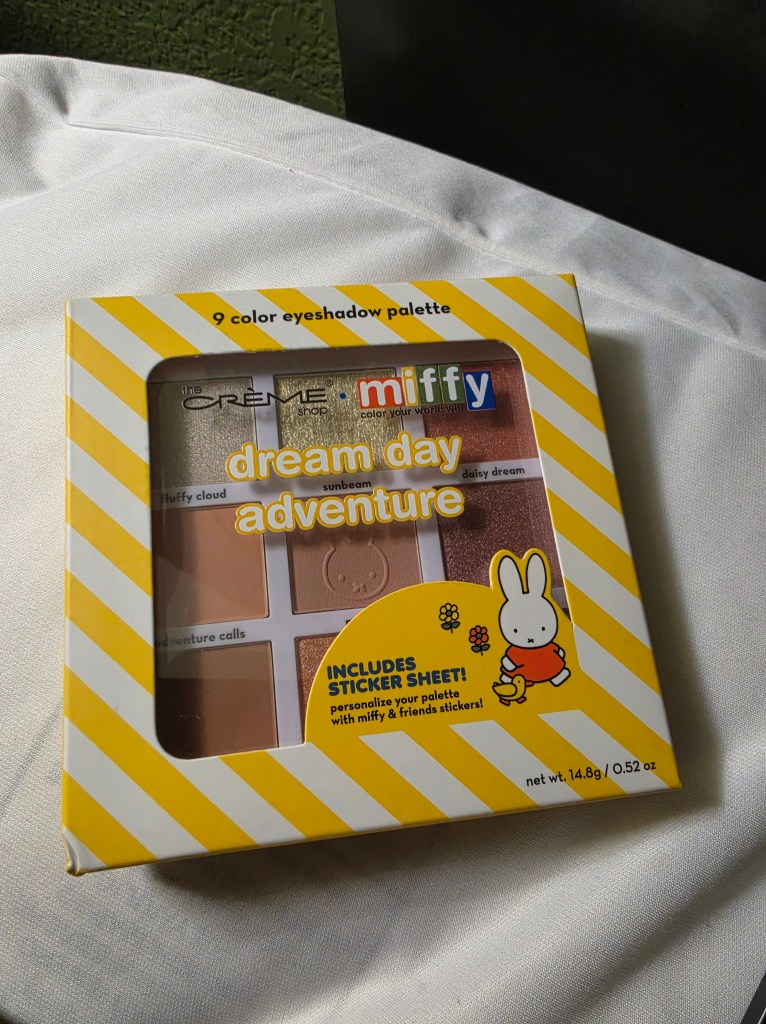 9 color eyeshadow palette
the CRÈME® shop · miffy
color your world with
dream day
adventure
fluffy cloud
sunbeam
daisy dream
adventure calls
INCLUDES
STICKER SHEET!
personalize your palette
with miffy & friends stickers!
net wt. 14.8g / 0.52 oz